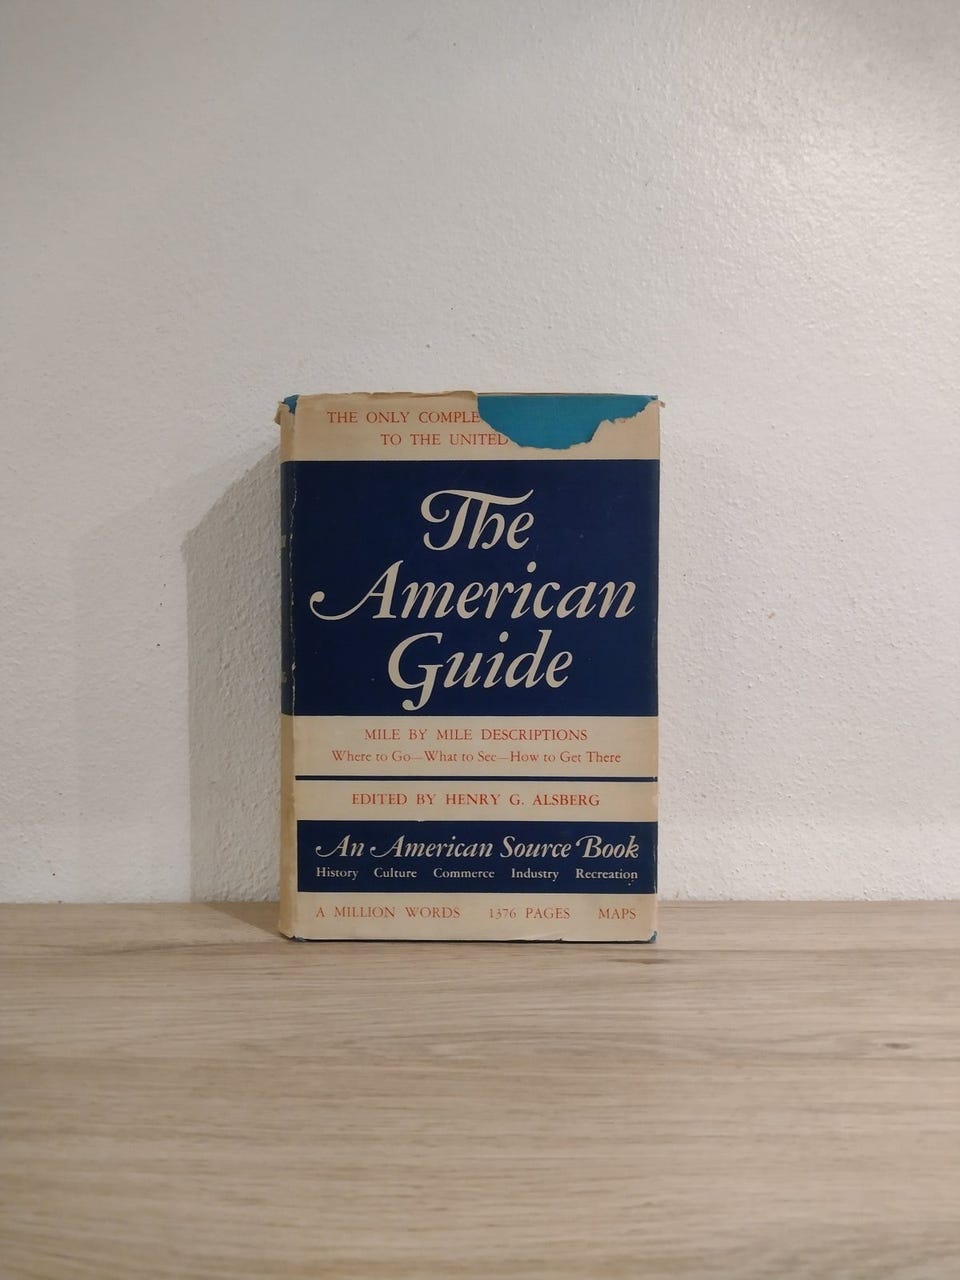 THE ONLY COMPLE
TO THE UNITED
The
American
Guide
MILE BY MILE DESCRIPTIONS
Where to Go—What to See—How to Get There
EDITED BY HENRY G. ALSBERG
An American Source Book
History Culture Commerce Industry Recreation
A MILLION WORDS 1376 PAGES MAPS